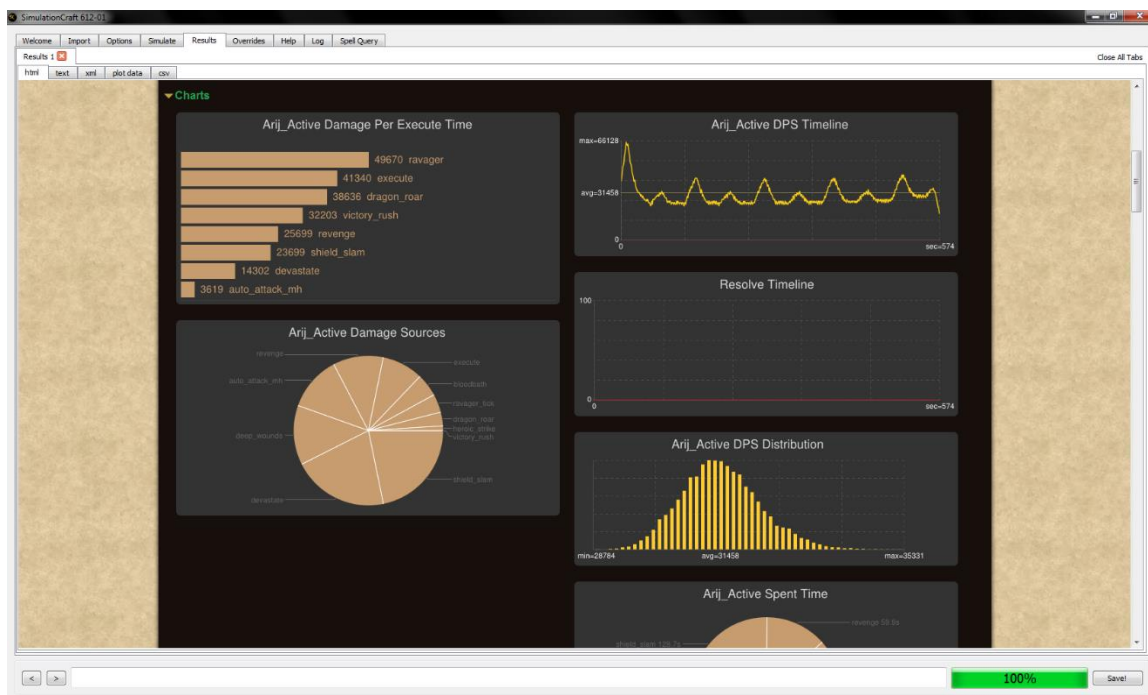 SimulationCraft 612-01
Welcome Import Options Simulate Results Overrides Help Log Spell Query
Results 1
Close All Tabs
html text xml plot data csv
Charts
Arij_Active Damage Per Execute Time
49670 ravager
41340 execute
38636 dragon_roar
32203 victory_rush
25699 revenge
23699 shield_slam
14302 devastate
3619 auto_attack_mh
Arij_Active Damage Sources
revenge
execute
auto_attack_mh
bloodbath
ravager_tick
dragon_roar
heroic_strike
victory_rush
deep_wounds
shield_slam
devastate
Arij_Active DPS Timeline
max=66128
avg=31458
0
0 sec=574
Resolve Timeline
100
0
0 sec=574
Arij_Active DPS Distribution
min=28784 avg=31458 max=35331
Arij_Active Spent Time
revenge 59.9s
shield_slam 129.7s
< >
100%
Save!